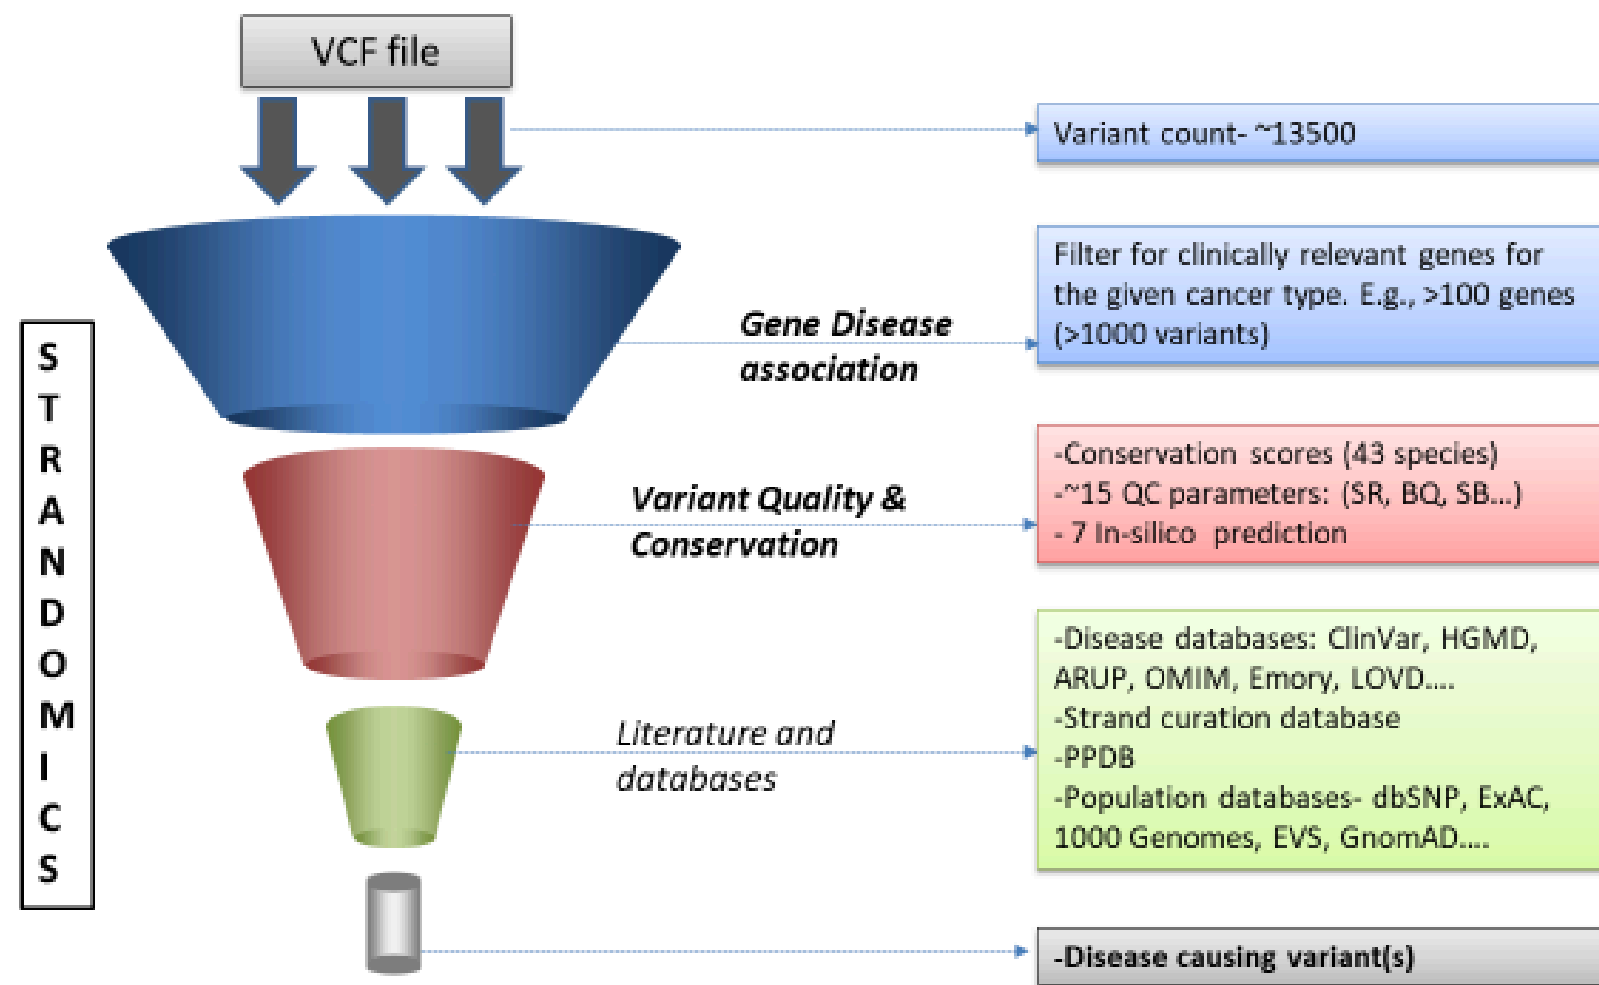 VCF file
Variant count- ~13500
Filter for clinically relevant genes for
the given cancer type. E.g., >100 genes
(>1000 variants)
Gene Disease
association
-Conservation scores (43 species)
-~15 QC parameters: (SR, BQ, SB...)
- 7 In-silico prediction
Variant Quality &
Conservation
-Disease databases: ClinVar, HGMD,
ARUP, OMIM, Emory, LOVD....
-Strand curation database
-PPDB
-Population databases- dbSNP, ExAC,
1000 Genomes, EVS, GnomAD....
Literature and
databases
-Disease causing variant(s)
S
T
R
A
N
D
O
M
I
C
S